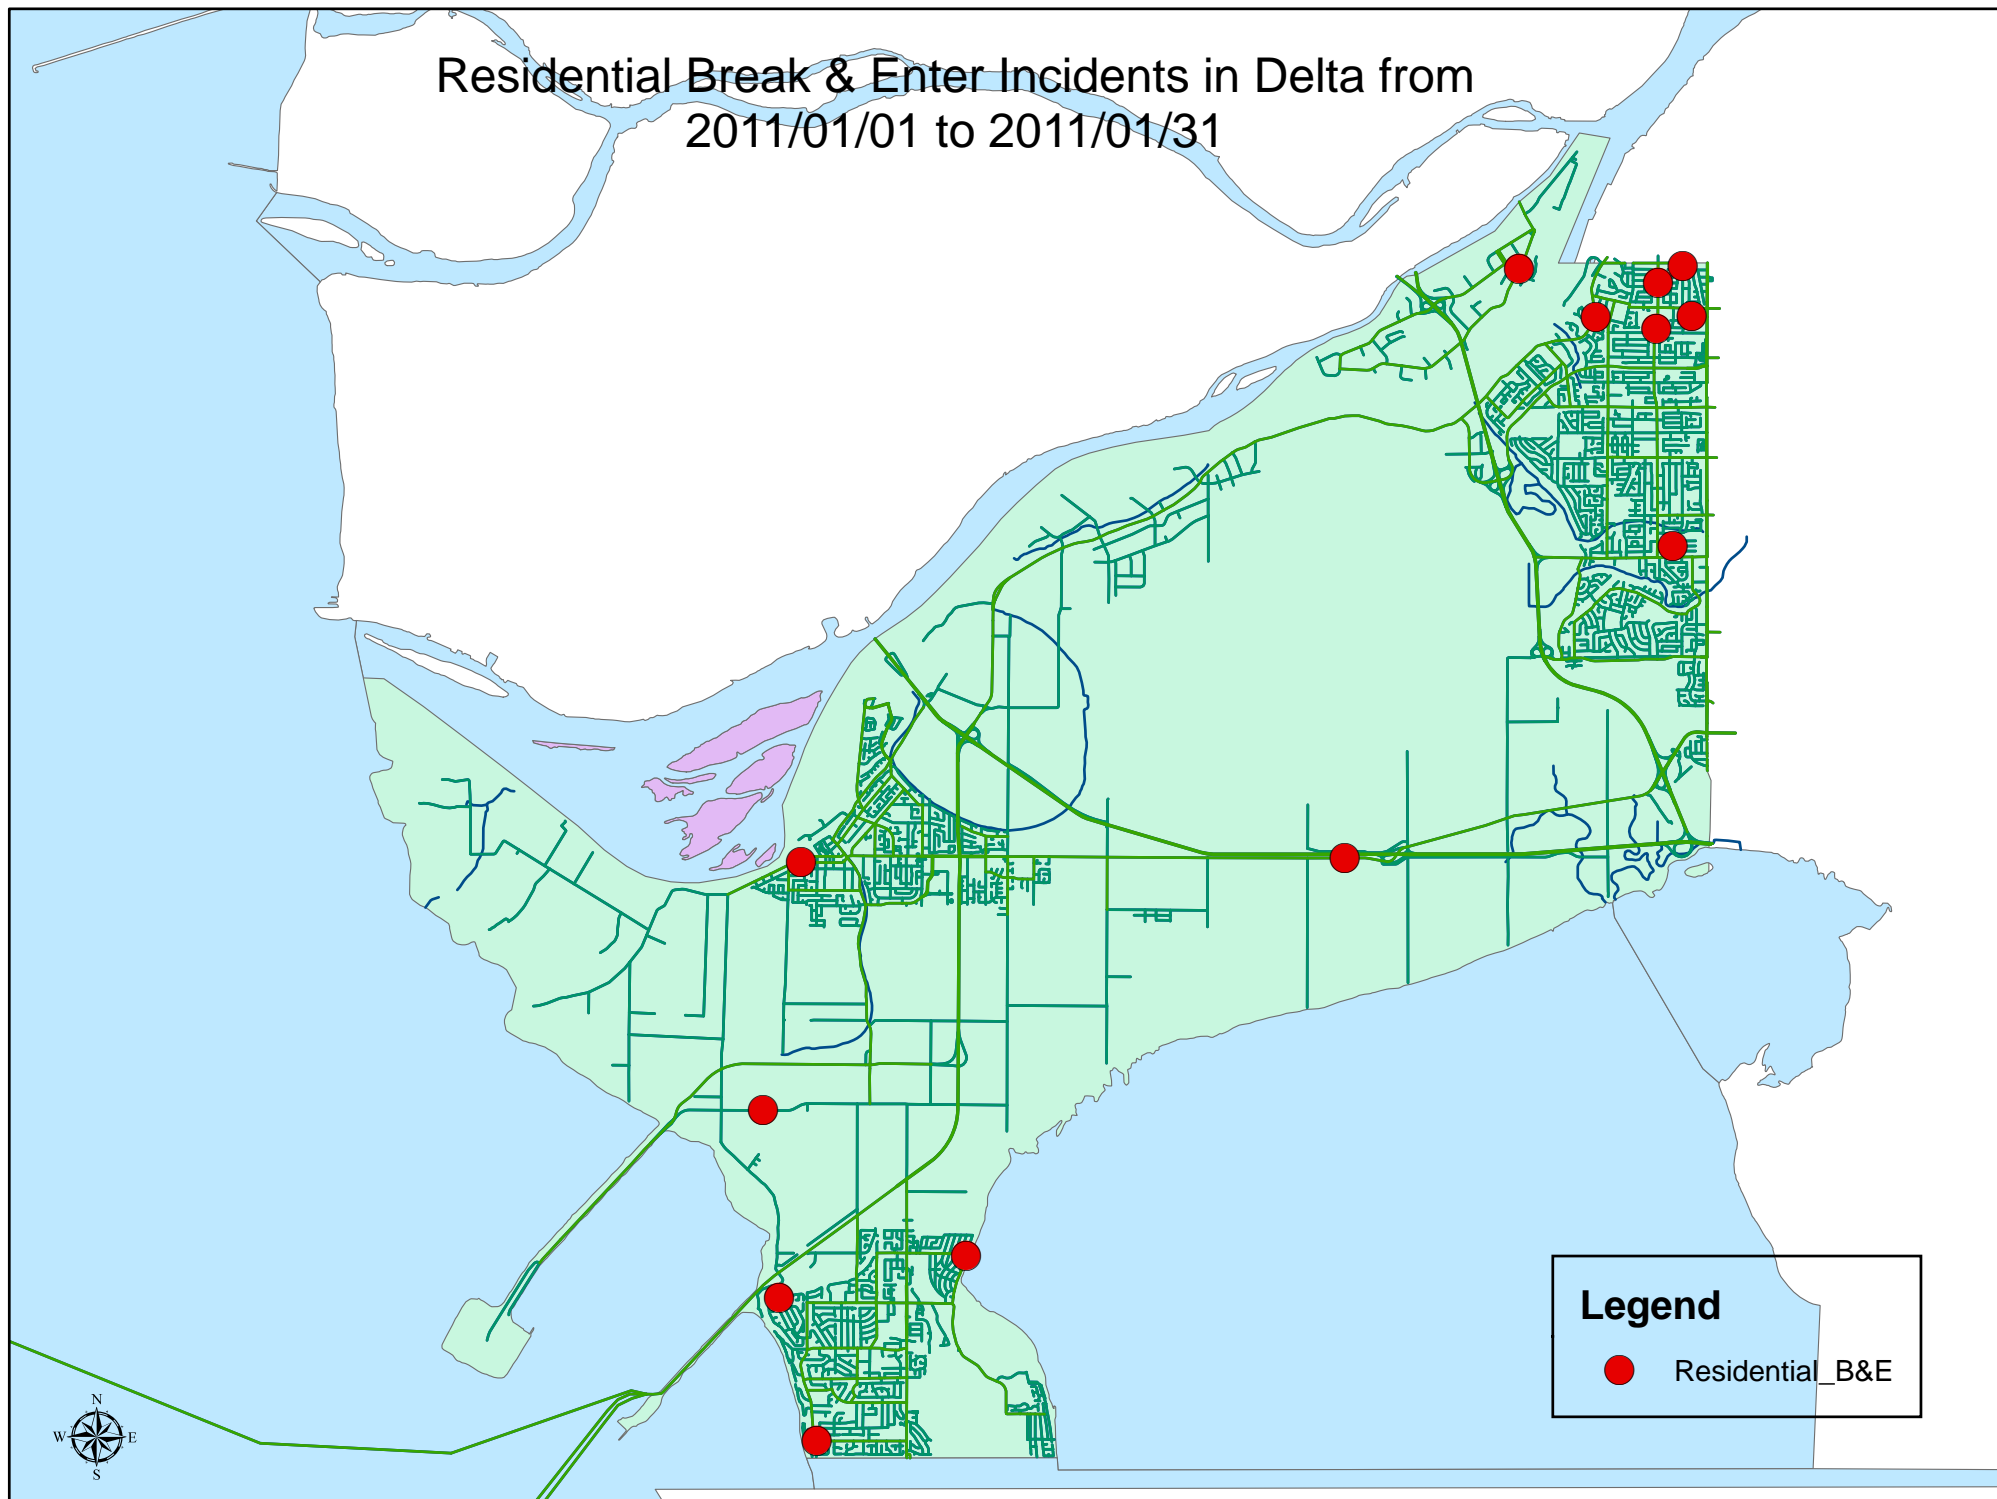 Residential Break & Enter Incidents in Delta from
2011/01/01 to 2011/01/31
Legend
Residential_B&E
N
W E
S